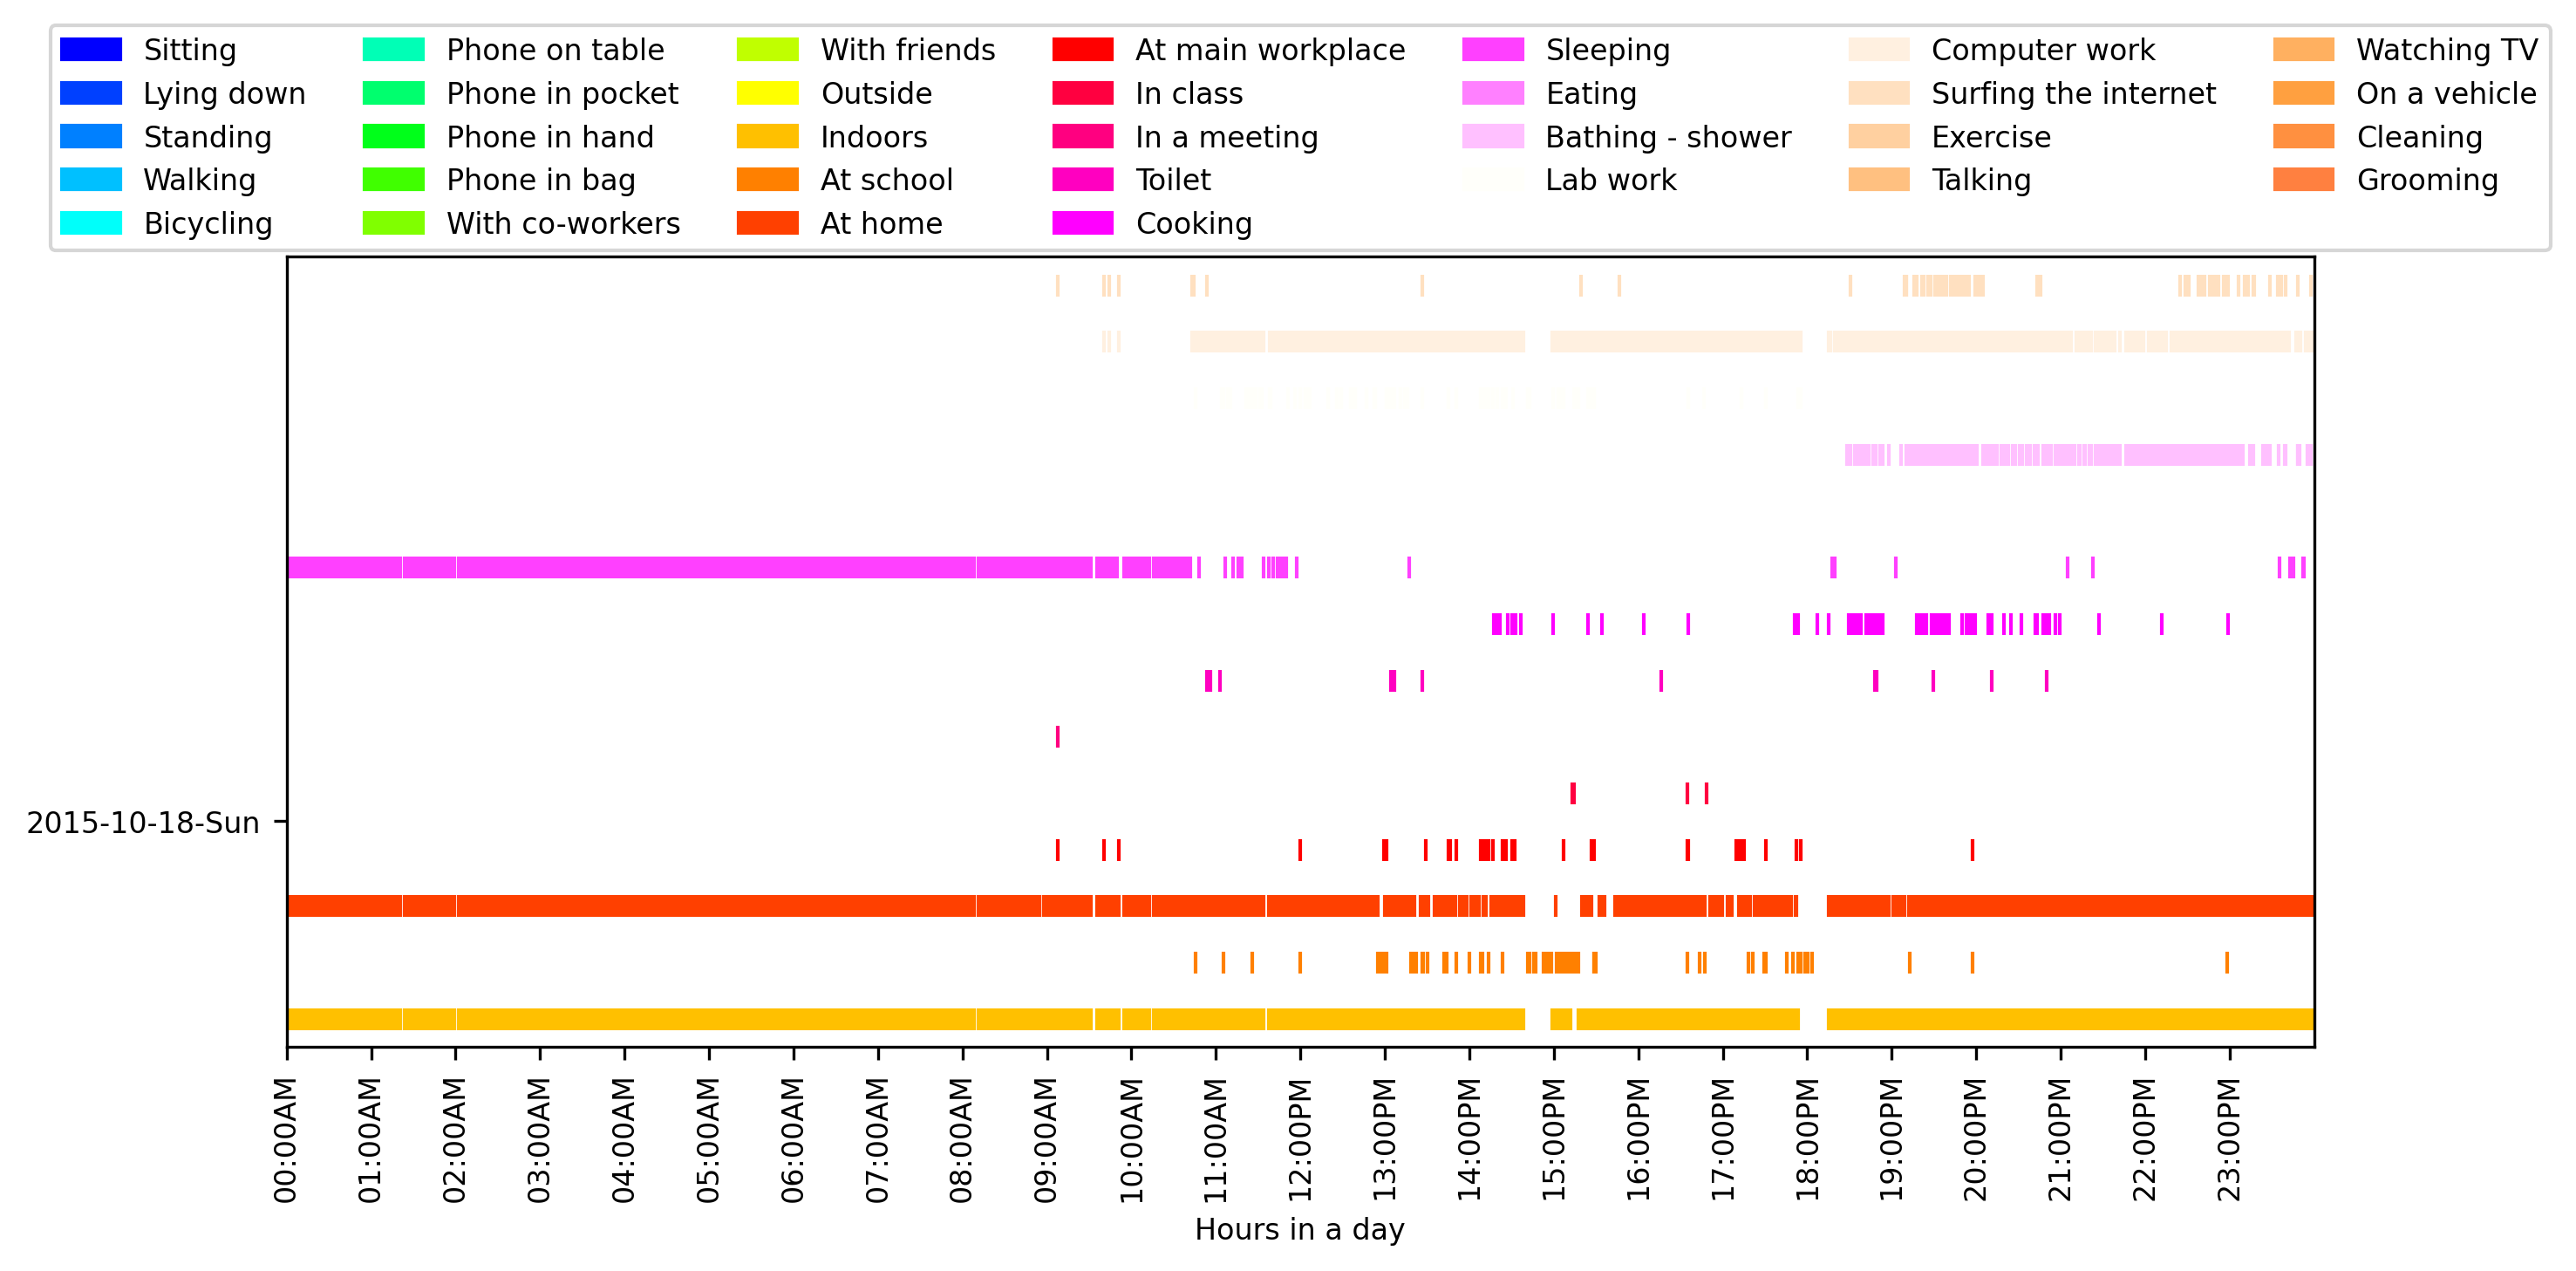 Sitting
Lying down
Standing
Walking
Bicycling
Phone on table
Phone in pocket
Phone in hand
Phone in bag
With co-workers
With friends
Outside
Indoors
At school
At home
At main workplace
In class
In a meeting
Toilet
Cooking
Sleeping
Eating
Bathing - shower
Lab work
Computer work
Surfing the internet
Exercise
Talking
Watching TV
On a vehicle
Cleaning
Grooming
2015-10-18-Sun
00:00AM
01:00AM
02:00AM
03:00AM
04:00AM
05:00AM
06:00AM
07:00AM
08:00AM
09:00AM
10:00AM
11:00AM
12:00PM
13:00PM
14:00PM
15:00PM
16:00PM
17:00PM
18:00PM
19:00PM
20:00PM
21:00PM
22:00PM
23:00PM
Hours in a day